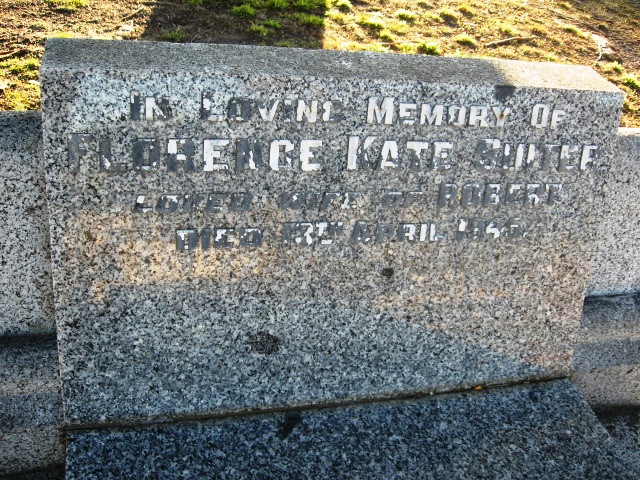 In Loving Memory Of
Florence Kate
Loved Wife Of Robert
Died April